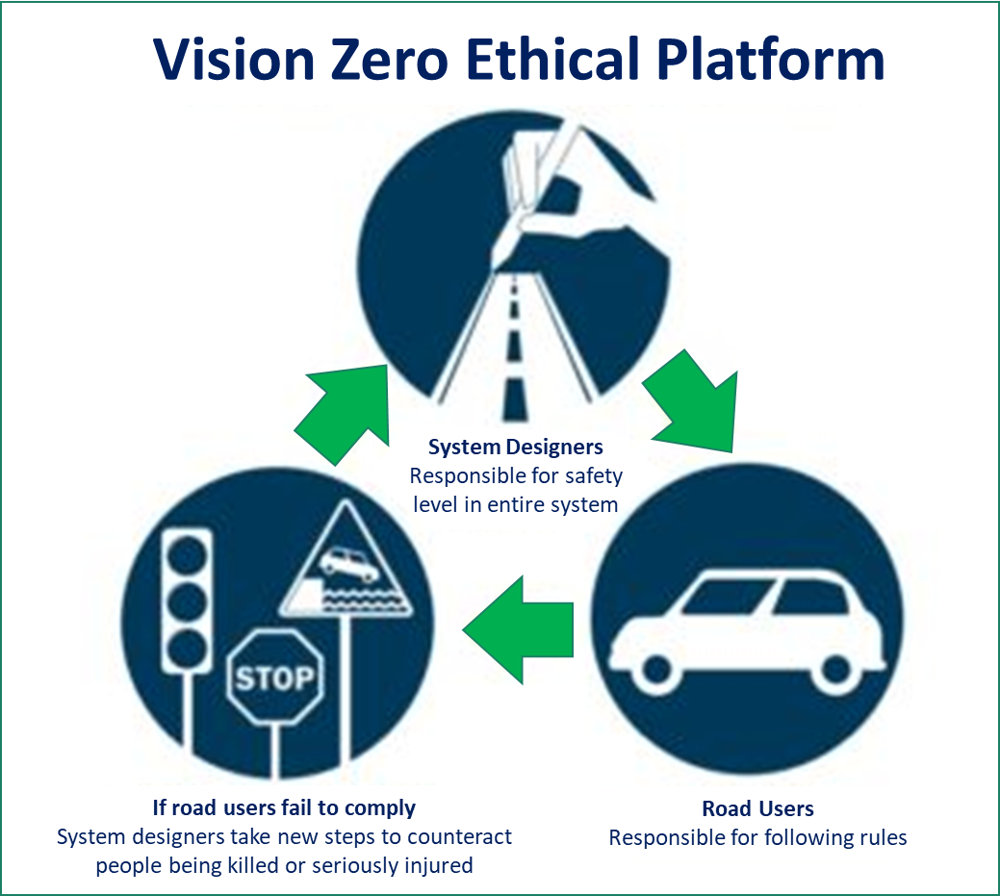 Vision Zero Ethical Platform
System Designers
Responsible for safety
level in entire system
STOP
If road users fail to comply
System designers take new steps to counteract
people being killed or seriously injured
Road Users
Responsible for following rules